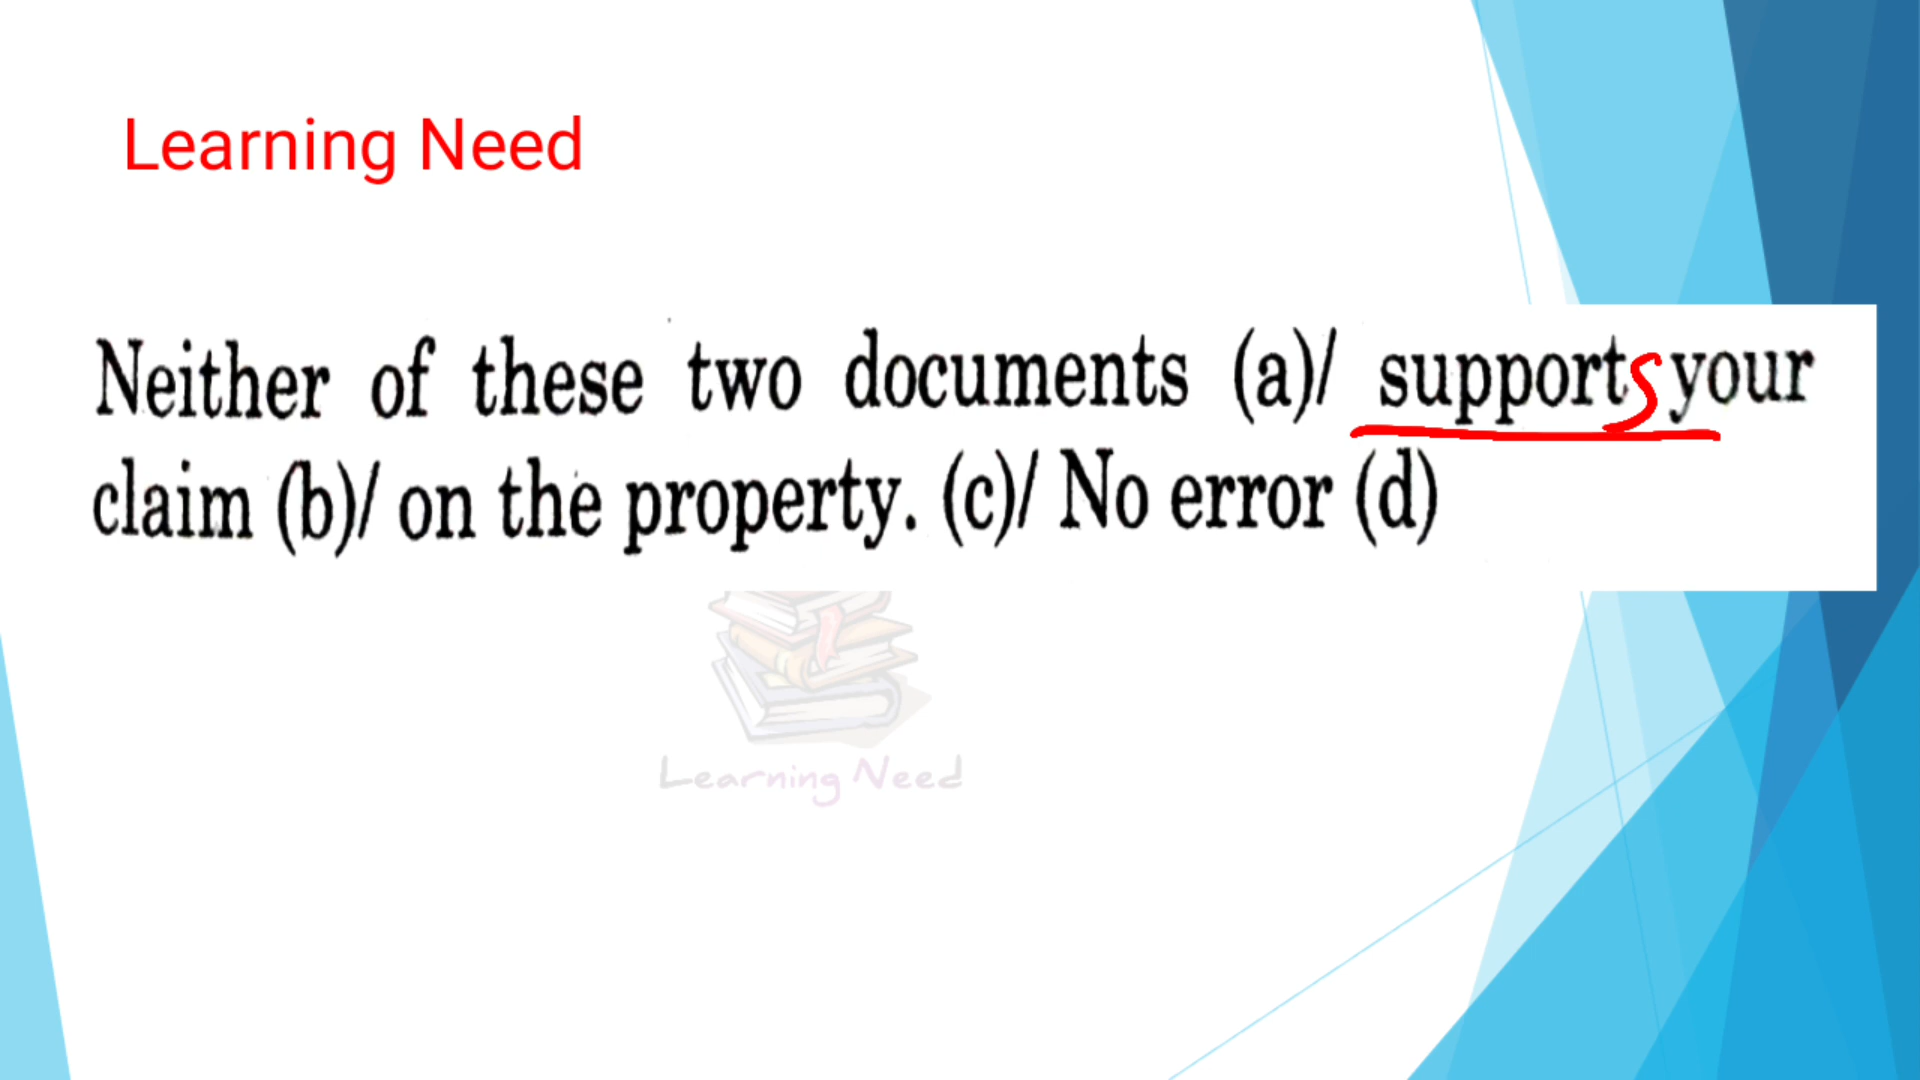 Learning Need
Neither of these two documents (a)/ supports your
claim (b)/ on the property. (c)/ No error (d)
Learning Need